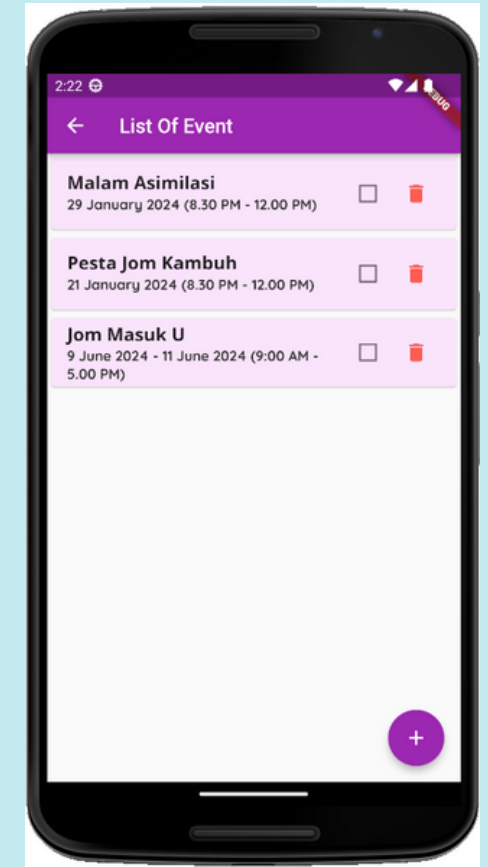 2:22
DEBUG
List Of Event
Malam Asimilasi
29 January 2024 (8.30 PM - 12.00 PM)
Pesta Jom Kambuh
21 January 2024 (8.30 PM - 12.00 PM)
Jom Masuk U
9 June 2024 - 11 June 2024 (9:00 AM -
5.00 PM)